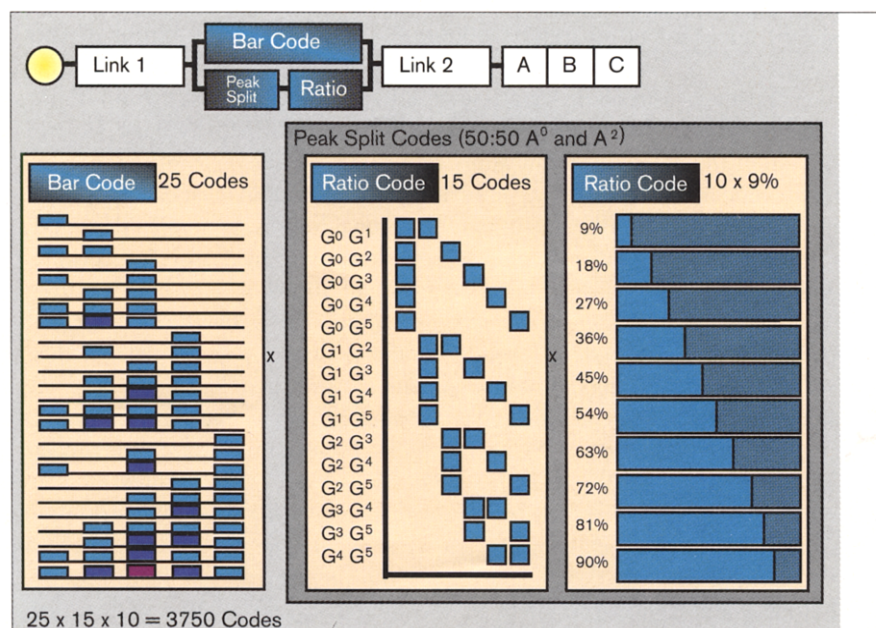 Bar Code
Link 1
Link 2
A B C
Peak Split
Ratio
Peak Split Codes (50:50 A⁰ and A²)
Bar Code 25 Codes
Ratio Code 15 Codes
Ratio Code 10 x 9%
G⁰ G¹
G⁰ G²
G⁰ G³
G⁰ G⁴
G⁰ G⁵
G¹ G²
G¹ G³
G¹ G⁴
G¹ G⁵
G² G³
G² G⁴
G² G⁵
G³ G⁴
G³ G⁵
G⁴ G⁵
x
x
9%
18%
27%
36%
45%
54%
63%
72%
81%
90%
25 x 15 x 10 = 3750 Codes